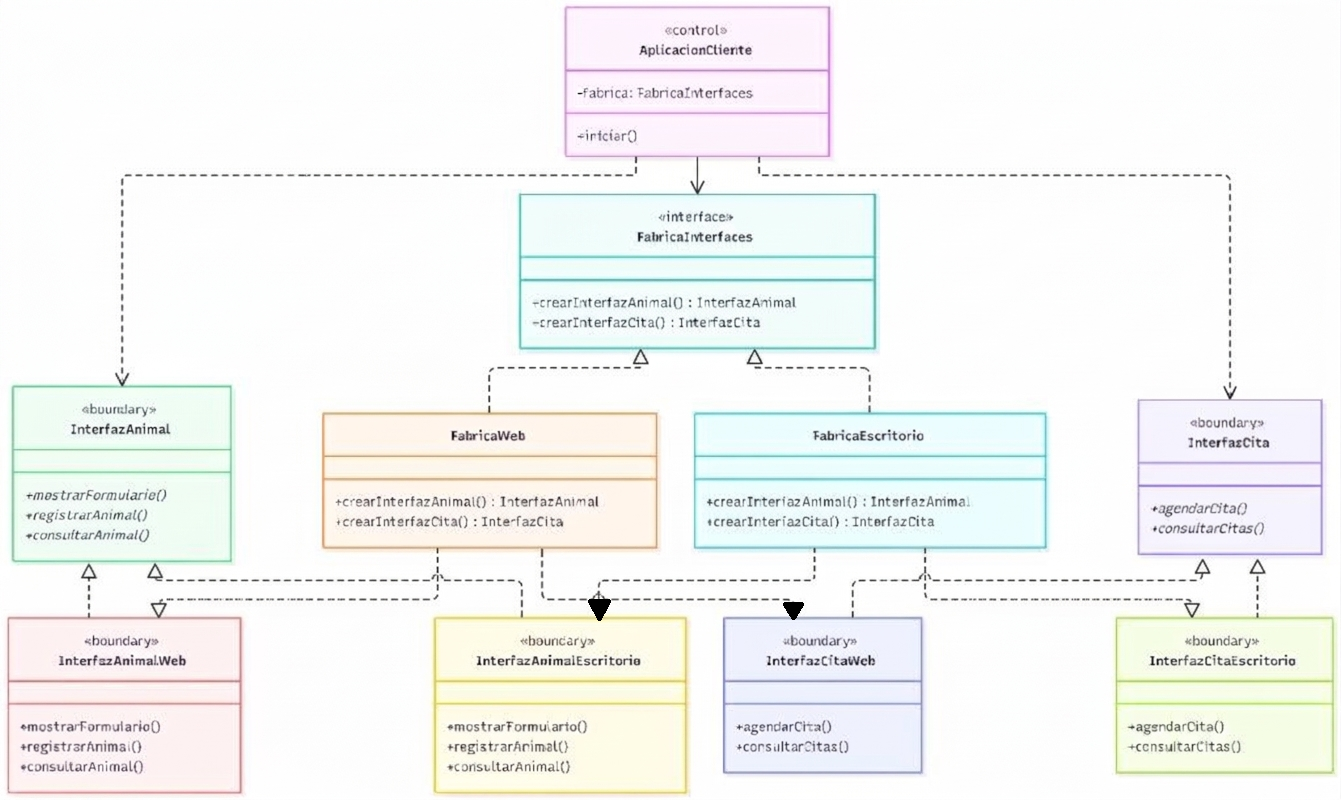 «control»
AplicacionCliente
-fabrica: FabricaInterfaces
+iniciar()
«interface»
FabricaInterfaces
+crearInterfazAnimal() : InterfazAnimal
+crearInterfazCita() : InterfazCita
«boundary»
InterfazAnimal
+mostrarFormulario()
+registrarAnimal()
+consultarAnimal()
FabricaWeb
+crearInterfazAnimal() : InterfazAnimal
+crearInterfazCita() : InterfazCita
FabricaEscritorio
+crearInterfazAnimal() : InterfazAnimal
+crearInterfazCita() : InterfazCita
«boundary»
InterfazCita
+agendarCita()
+consultarCitas()
«boundary»
InterfazAnimalWeb
+mostrarFormulario()
+registrarAnimal()
+consultarAnimal()
«boundary»
InterfazAnimalEscritorio
+mostrarFormulario()
+registrarAnimal()
+consultarAnimal()
«boundary»
InterfazCitaWeb
+agendarCita()
+consultarCitas()
«boundary»
InterfazCitaEscritorio
+agendarCita()
+consultarCitas()